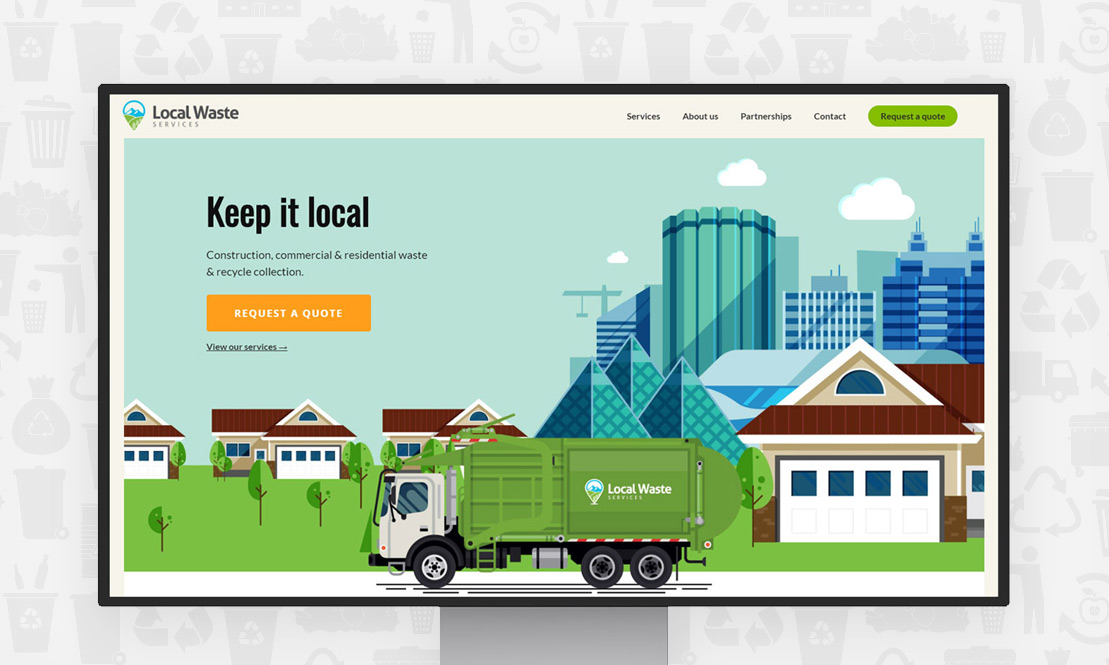 Local Waste
SERVICES
Services About us Partnerships Contact Request a quote
Keep it local
Construction, commercial & residential waste
& recycle collection.
REQUEST A QUOTE
View our services →
Local Waste
SERVICES